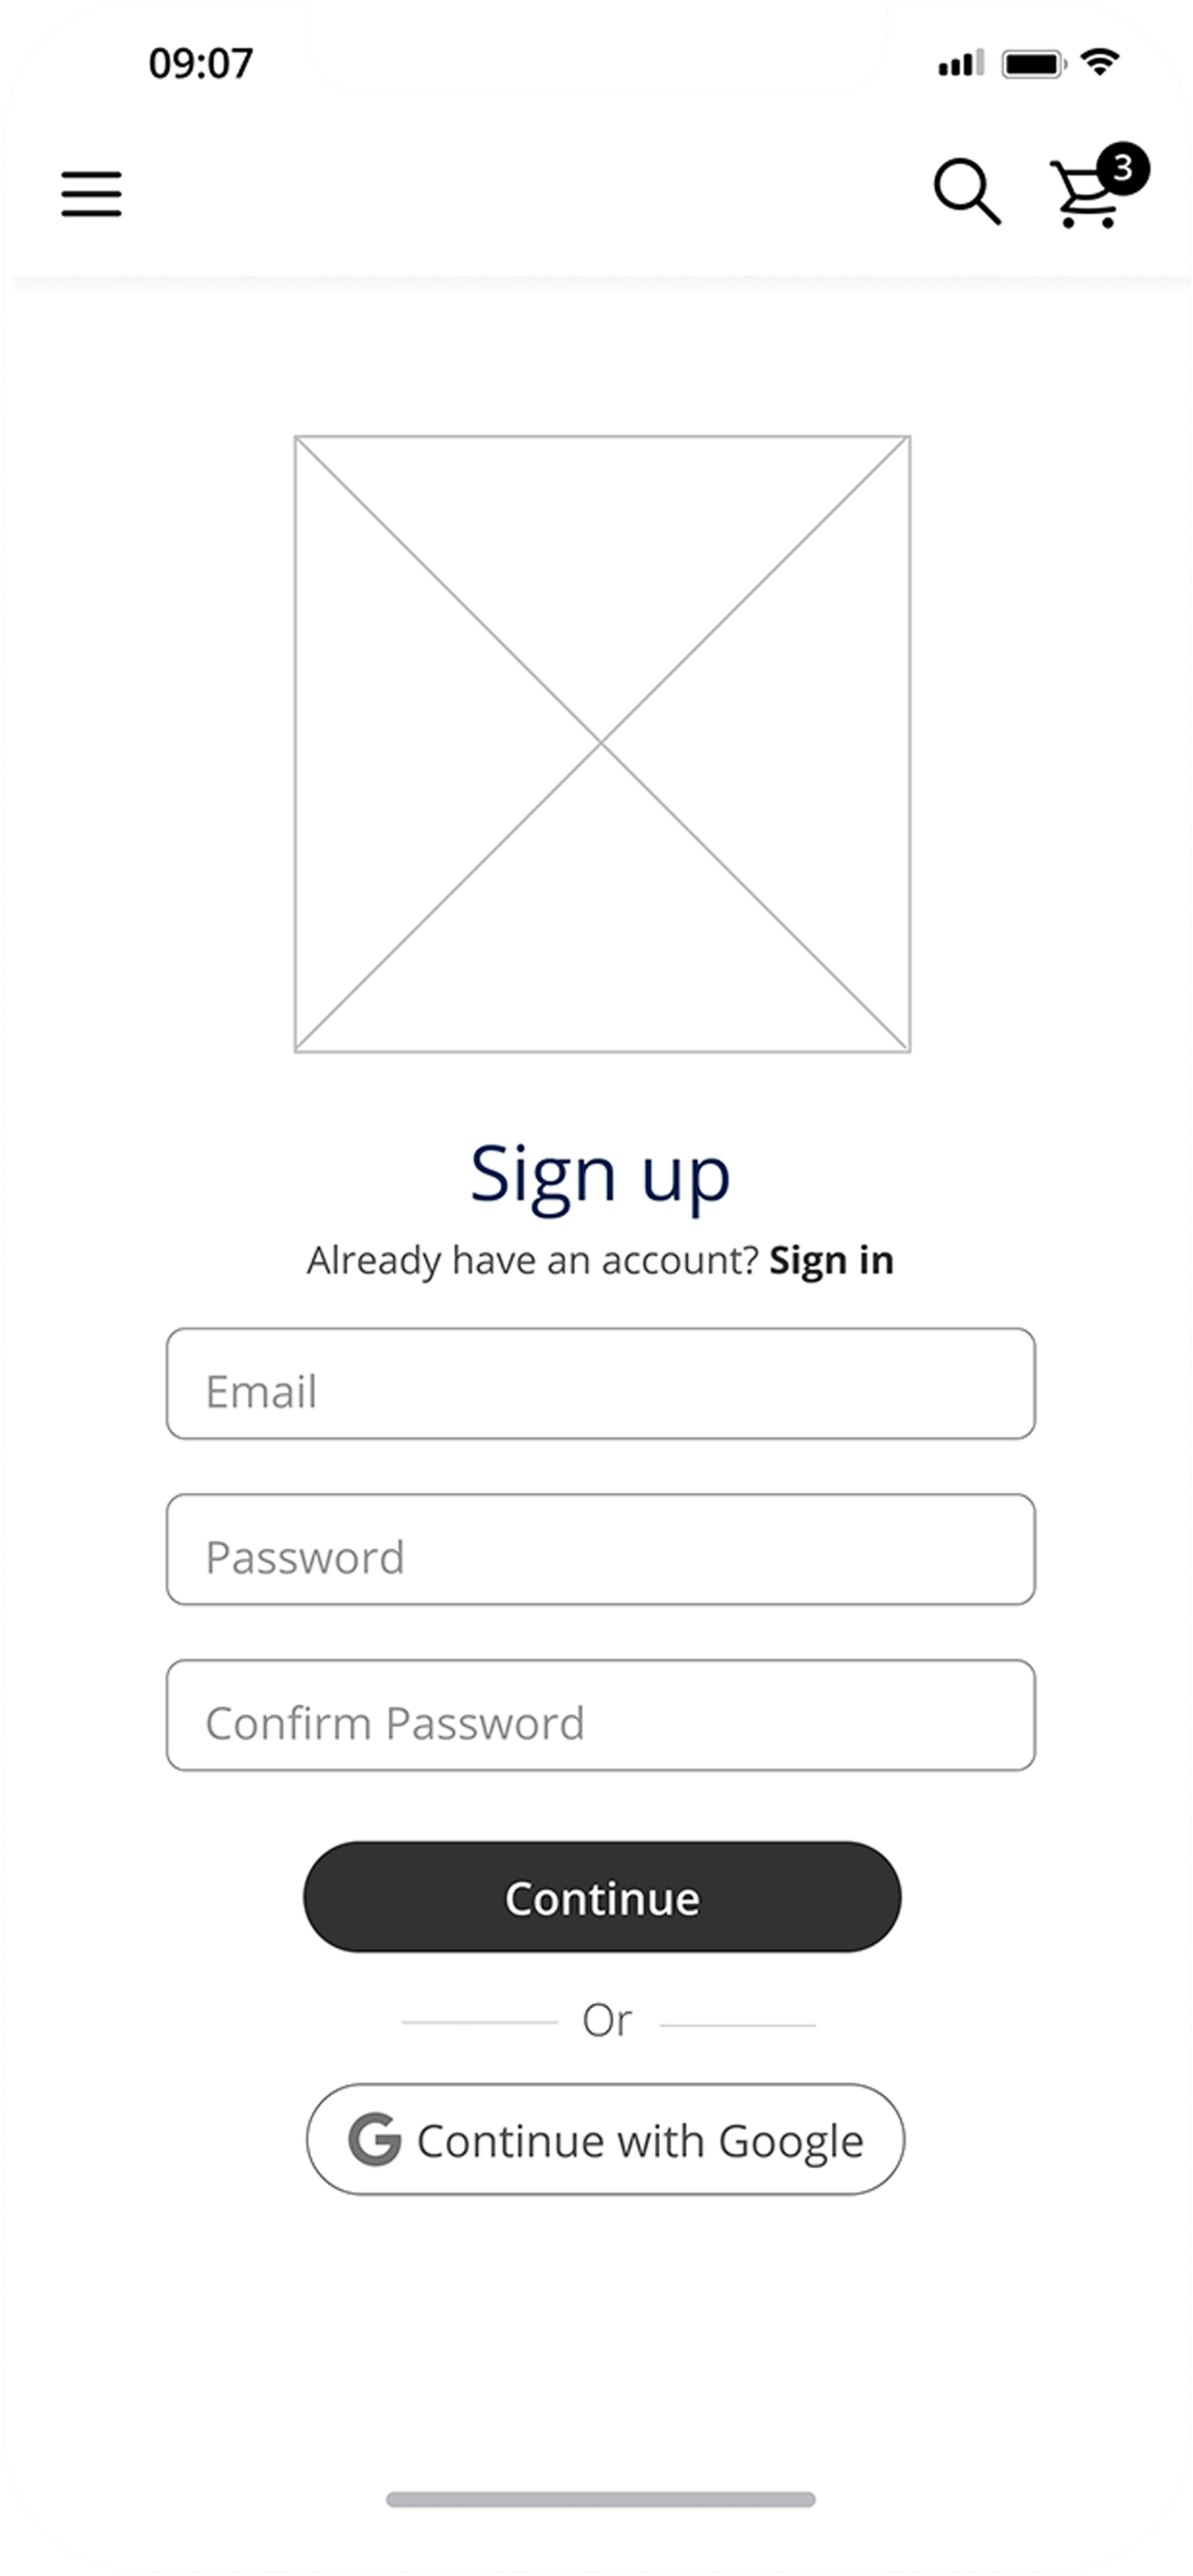 09:07
3
Sign up
Already have an account? Sign in
Email
Password
Confirm Password
Continue
Or
G Continue with Google